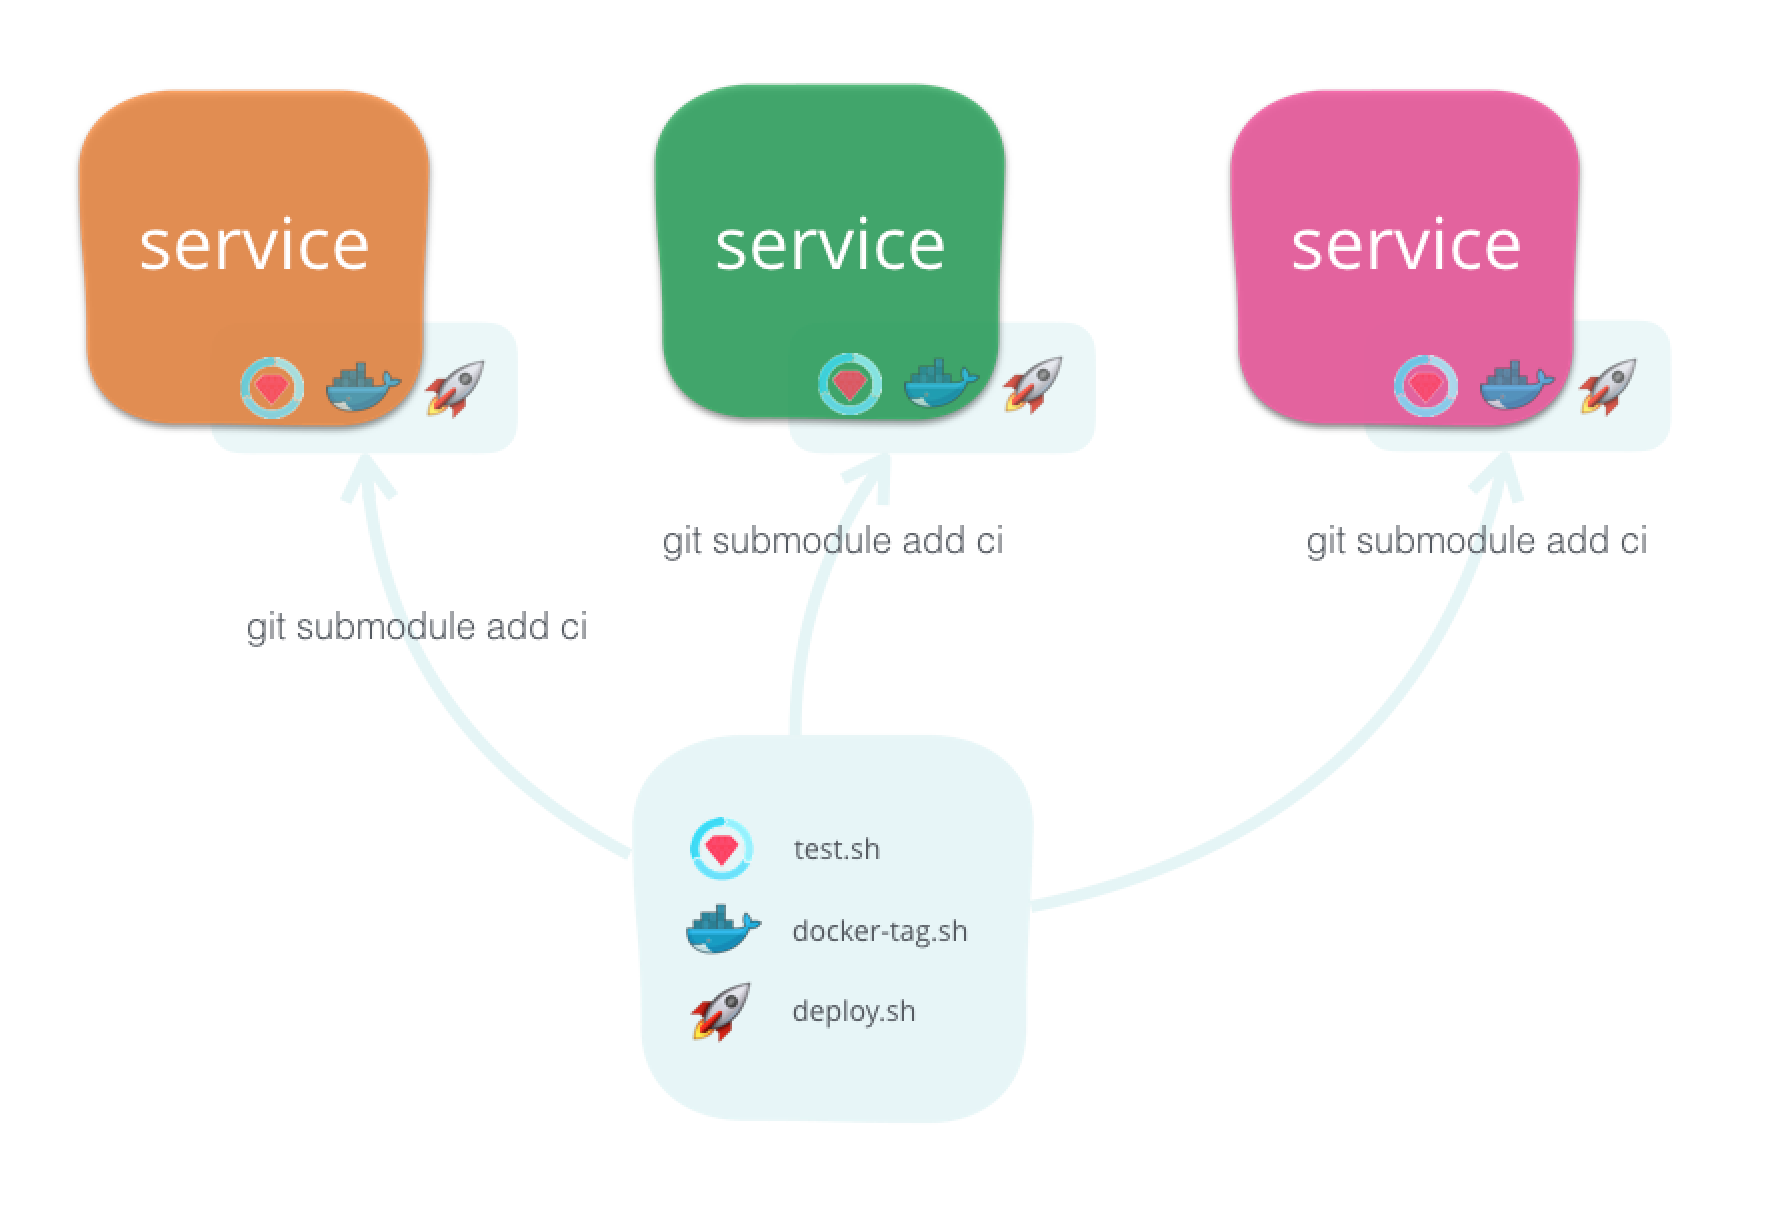 service
service
service
git submodule add ci
git submodule add ci
git submodule add ci
test.sh
docker-tag.sh
deploy.sh